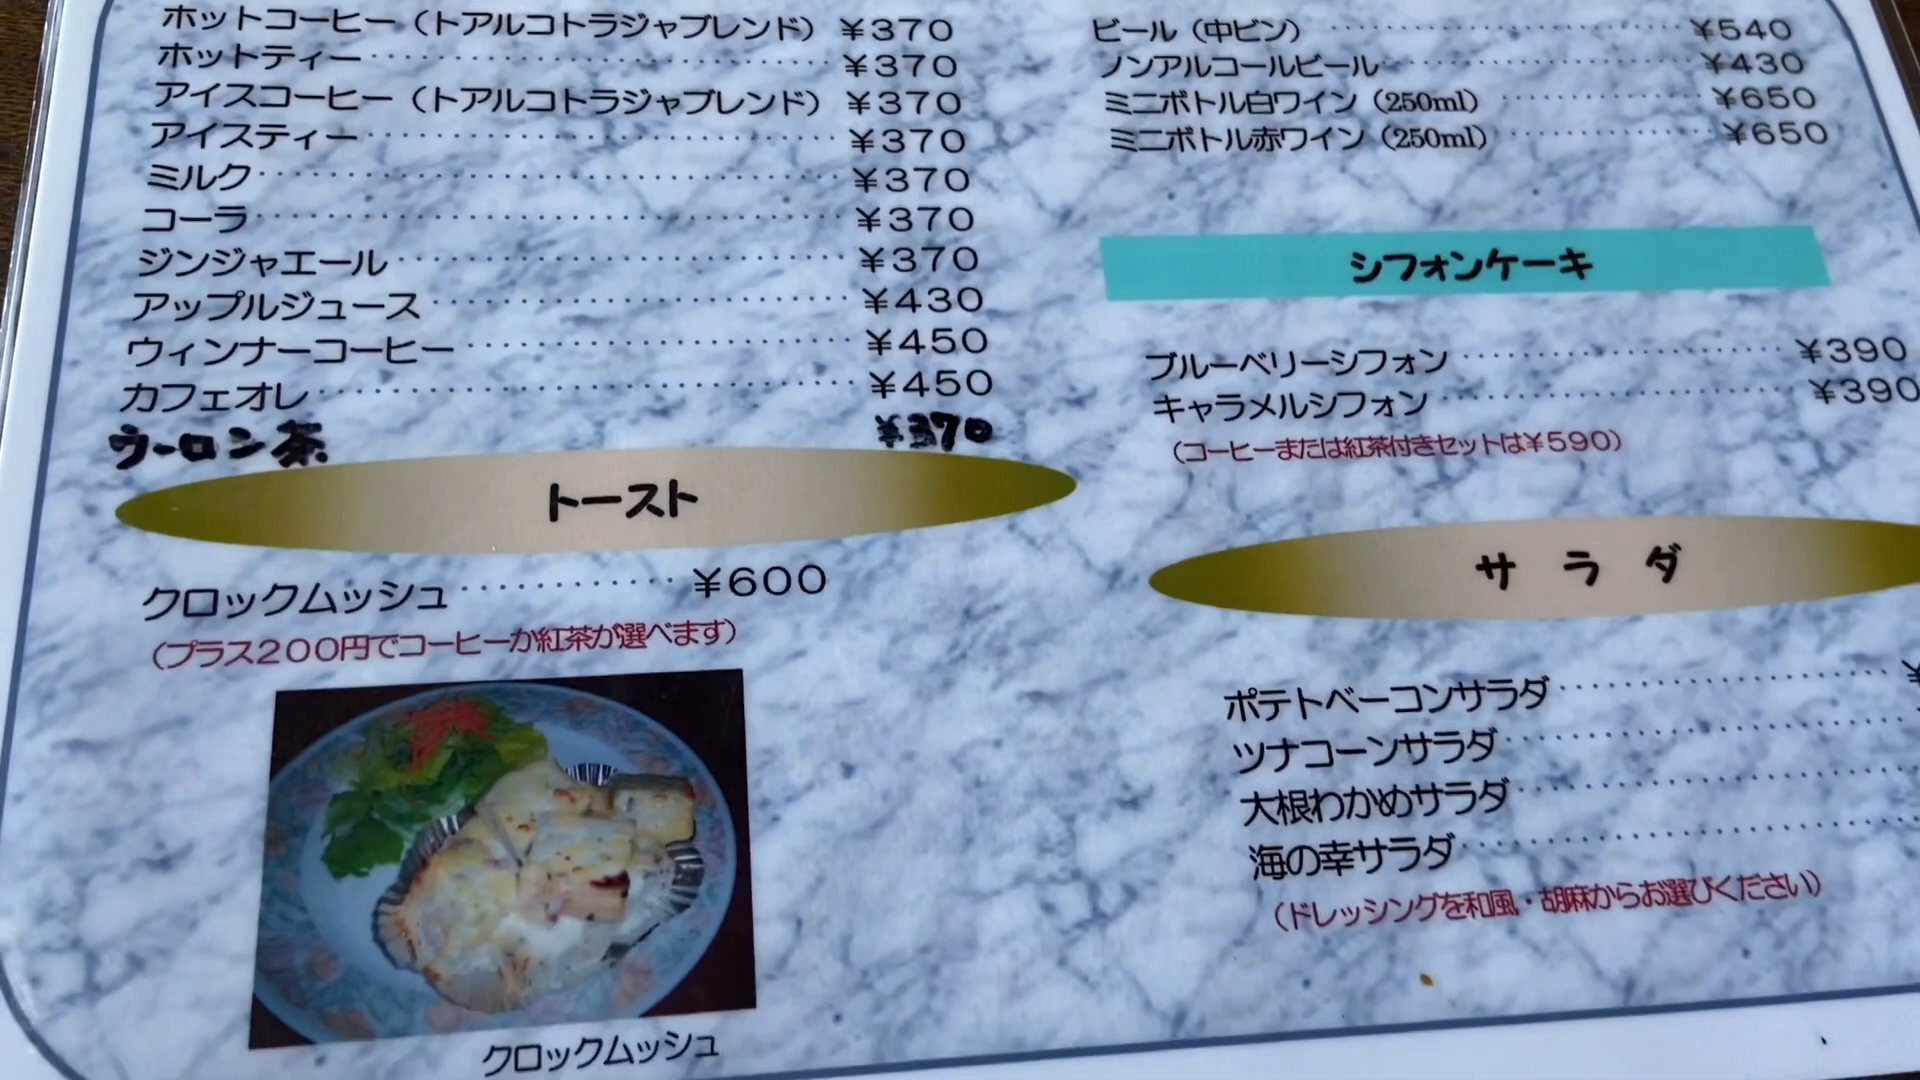 ホットコーヒー（トアルコトラジャブレンド） ¥370
ホットティー ¥370
アイスコーヒー（トアルコトラジャブレンド） ¥370
アイスティー ¥370
ミルク ¥370
コーラ ¥370
ジンジャエール ¥370
アップルジュース ¥430
ウィンナーコーヒー ¥450
カフェオレ ¥450
ウーロン茶 ¥370
トースト
クロックムッシュ ¥600
（プラス２００円でコーヒーか紅茶が選べます）
クロックムッシュ
ビール（中ビン） ¥540
ノンアルコールビール ¥430
ミニボトル白ワイン（250ml） ¥650
ミニボトル赤ワイン（250ml） ¥650
シフォンケーキ
ブルーベリーシフォン ¥390
キャラメルシフォン ¥390
（コーヒーまたは紅茶付きセットは¥５９０）
サラダ
ポテトベーコンサラダ ¥
ツナコーンサラダ
大根わかめサラダ
海の幸サラダ
（ドレッシングを和風・胡麻からお選びください）